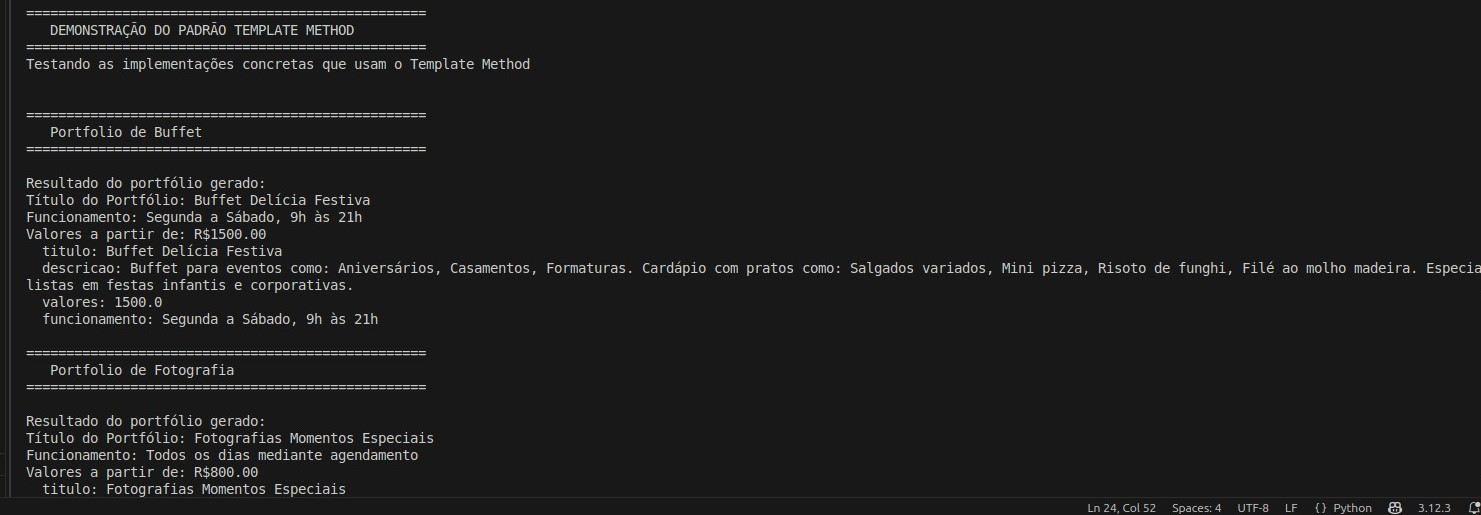 ==================================================
   DEMONSTRAÇÃO DO PADRÃO TEMPLATE METHOD
==================================================
Testando as implementações concretas que usam o Template Method
==================================================
   Portfolio de Buffet
==================================================
Resultado do portfólio gerado:
Título do Portfólio: Buffet Delícia Festiva
Funcionamento: Segunda a Sábado, 9h às 21h
Valores a partir de: R$1500.00
  titulo: Buffet Delícia Festiva
  descricao: Buffet para eventos como: Aniversários, Casamentos, Formaturas. Cardápio com pratos como: Salgados variados, Mini pizza, Risoto de funghi, Filé ao molho madeira. Especia
listas em festas infantis e corporativas.
  valores: 1500.0
  funcionamento: Segunda a Sábado, 9h às 21h
==================================================
   Portfolio de Fotografia
==================================================
Resultado do portfólio gerado:
Título do Portfólio: Fotografias Momentos Especiais
Funcionamento: Todos os dias mediante agendamento
Valores a partir de: R$800.00
  titulo: Fotografias Momentos Especiais
Ln 24, Col 52 Spaces: 4 UTF-8 LF {} Python 3.12.3